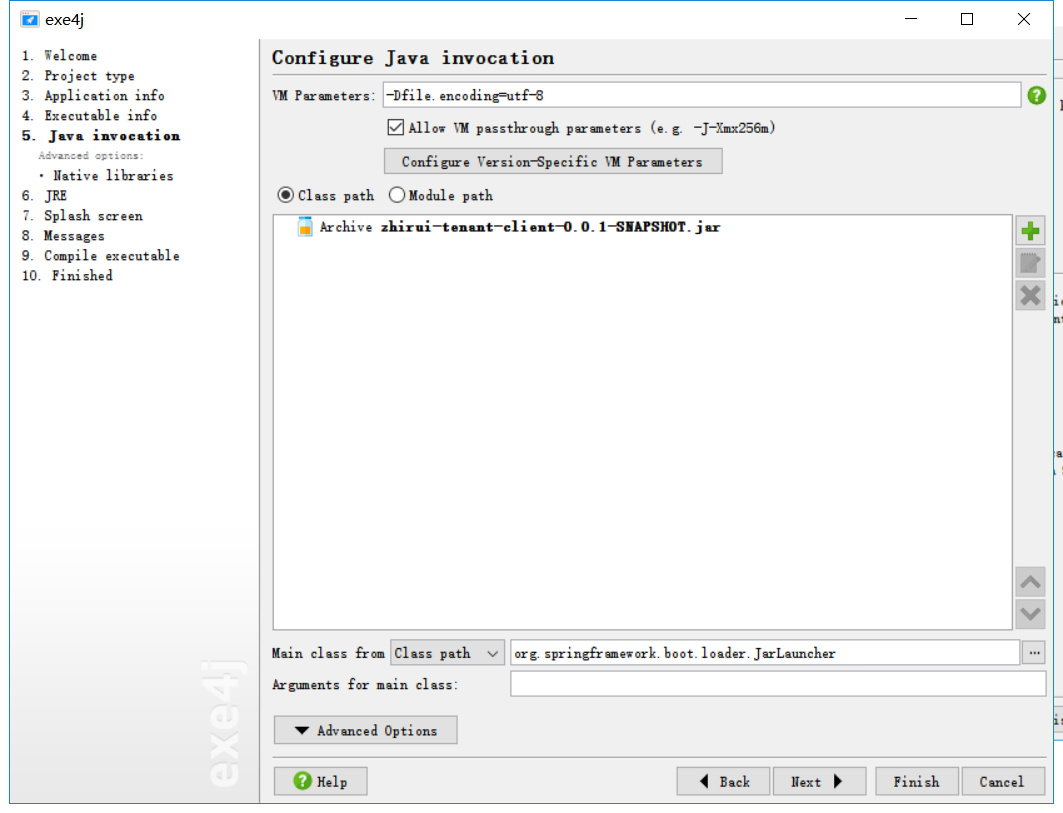 exe4j
1. Welcome
2. Project type
3. Application info
4. Executable info
5. Java invocation
Advanced options:
• Native libraries
6. JRE
7. Splash screen
8. Messages
9. Compile executable
10. Finished
exe4j
Configure Java invocation
VM Parameters: -Dfile.encoding=utf-8
Allow VM passthrough parameters (e.g. -J-Xmx256m)
Configure Version-Specific VM Parameters
Class path Module path
Archive zhirui-tenant-client-0.0.1-SNAPSHOT.jar
Main class from Class path org.springframework.boot.loader.JarLauncher ...
Arguments for main class:
Advanced Options
Help Back Next Finish Cancel